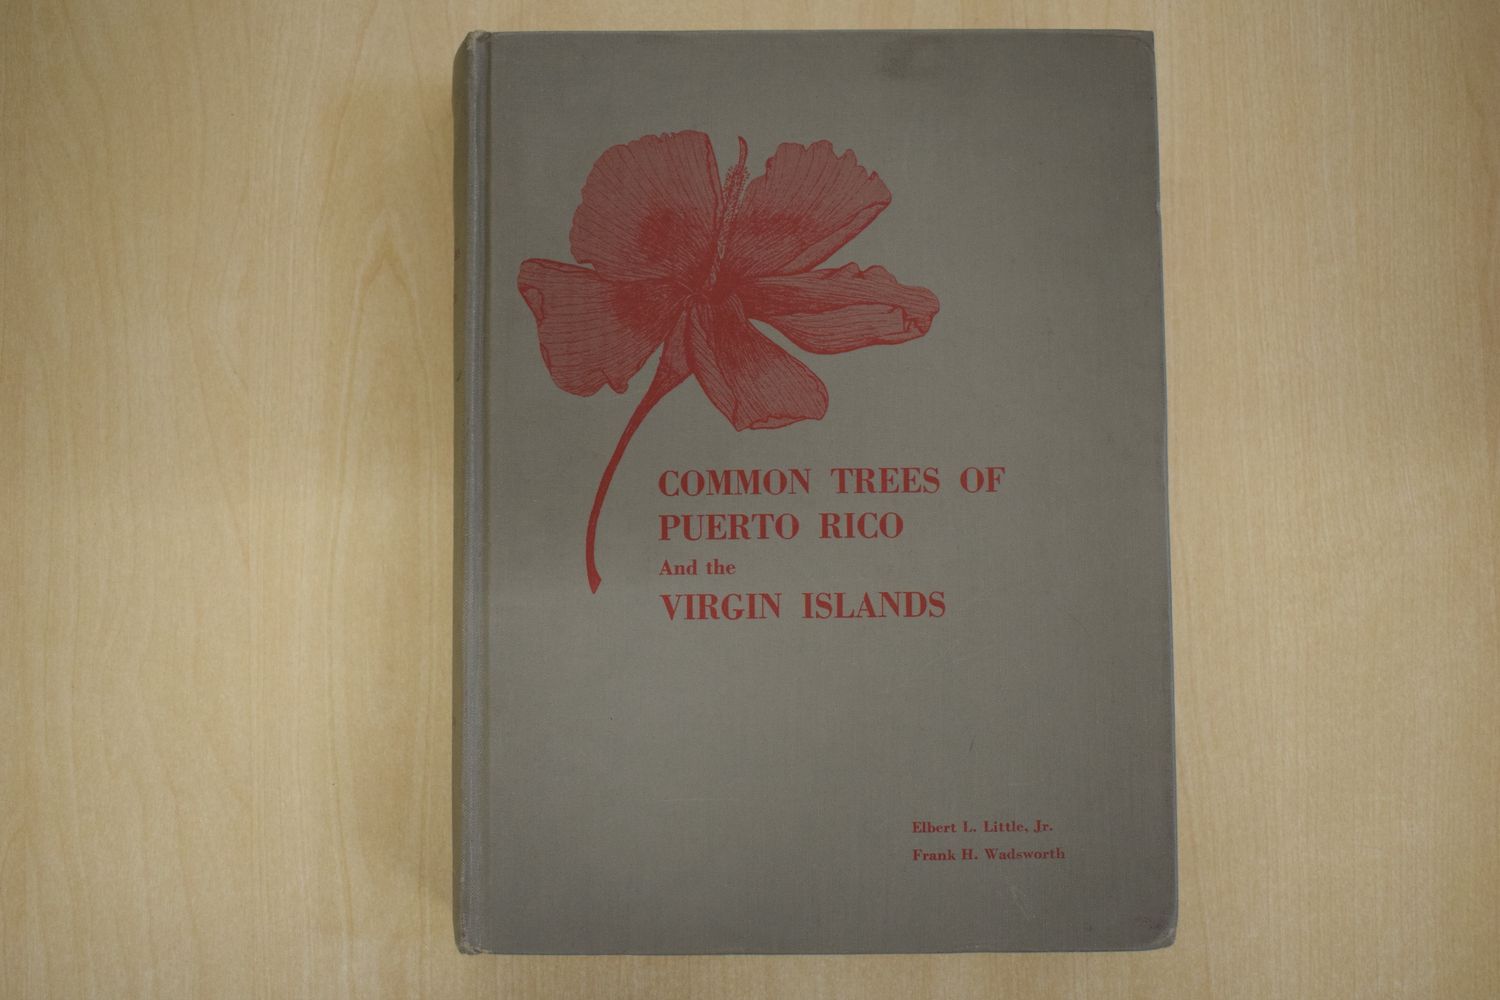 COMMON TREES OF
PUERTO RICO
And the
VIRGIN ISLANDS
Elbert L. Little, Jr.
Frank H. Wadsworth